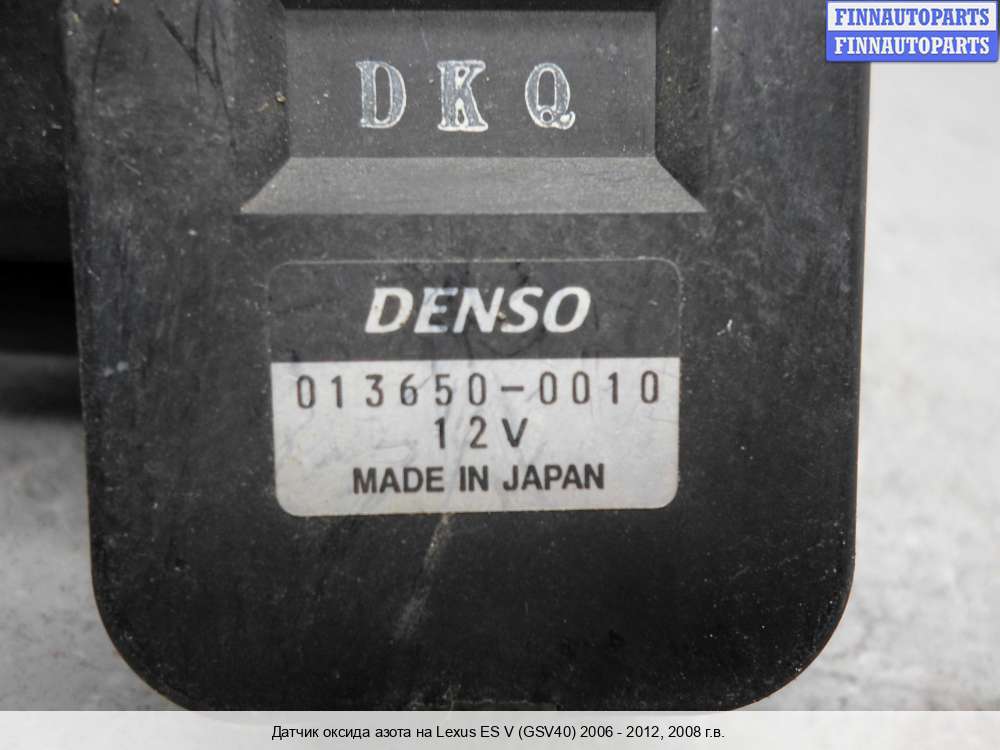 FINNAUTOPARTS
FINNAUTOPARTS
DKQ
DENSO
013650-0010
12V
MADE IN JAPAN
Датчик оксида азота на Lexus ES V (GSV40) 2006 - 2012, 2008 г.в.